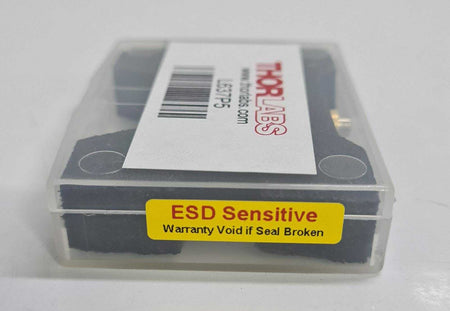 THORLABS
www.thorlabs.com
L637P5
ESD Sensitive
Warranty Void if Seal Broken